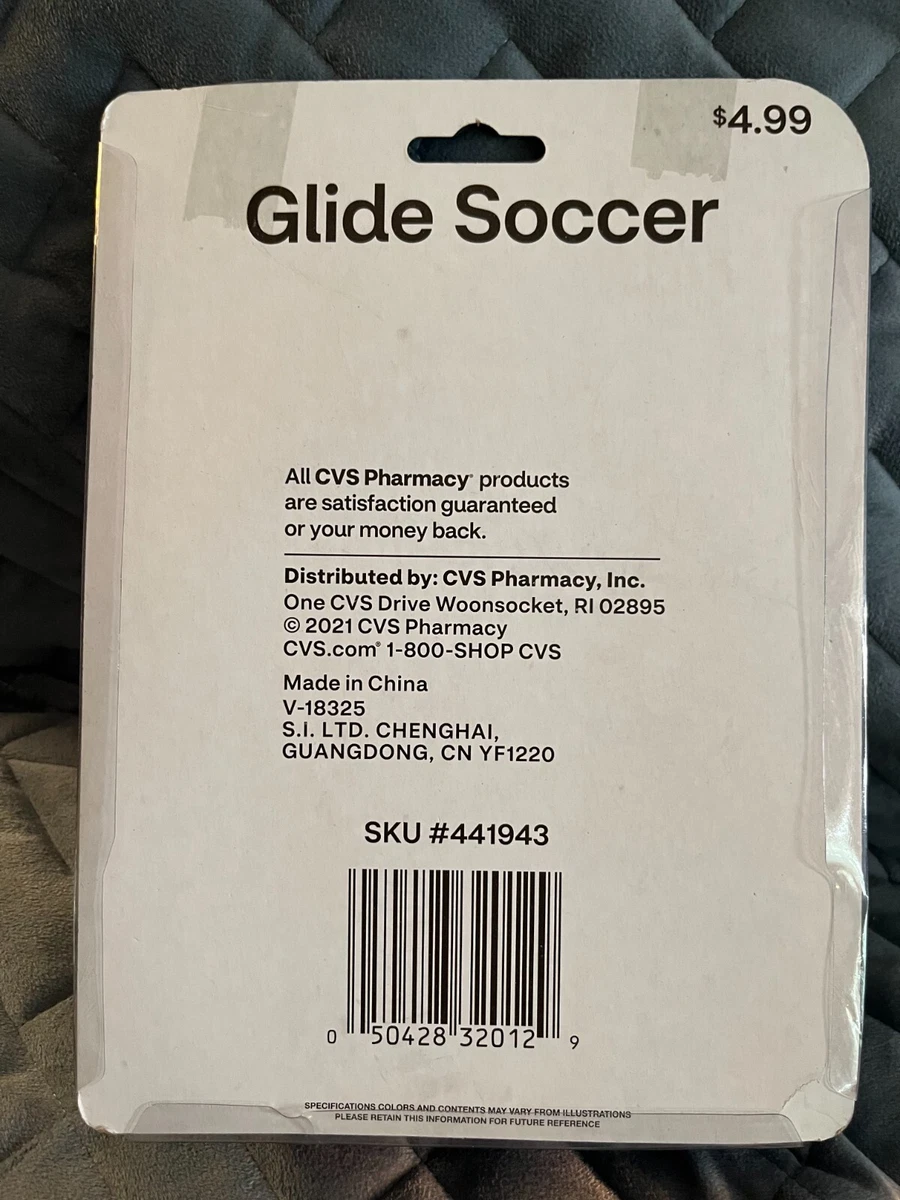 $4.99
Glide Soccer
All CVS Pharmacy® products
are satisfaction guaranteed
or your money back.
Distributed by: CVS Pharmacy, Inc.
One CVS Drive Woonsocket, RI 02895
© 2021 CVS Pharmacy
CVS.com® 1-800-SHOP CVS
Made in China
V-18325
S.I. LTD. CHENGHAI,
GUANGDONG, CN YF1220
SKU #441943
0 50428 32012 9
SPECIFICATIONS COLORS AND CONTENTS MAY VARY FROM ILLUSTRATIONS
PLEASE RETAIN THIS INFORMATION FOR FUTURE REFERENCE